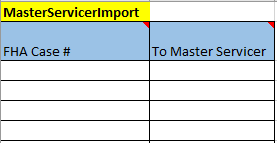 MasterServicerImport
FHA Case # To Master Servicer